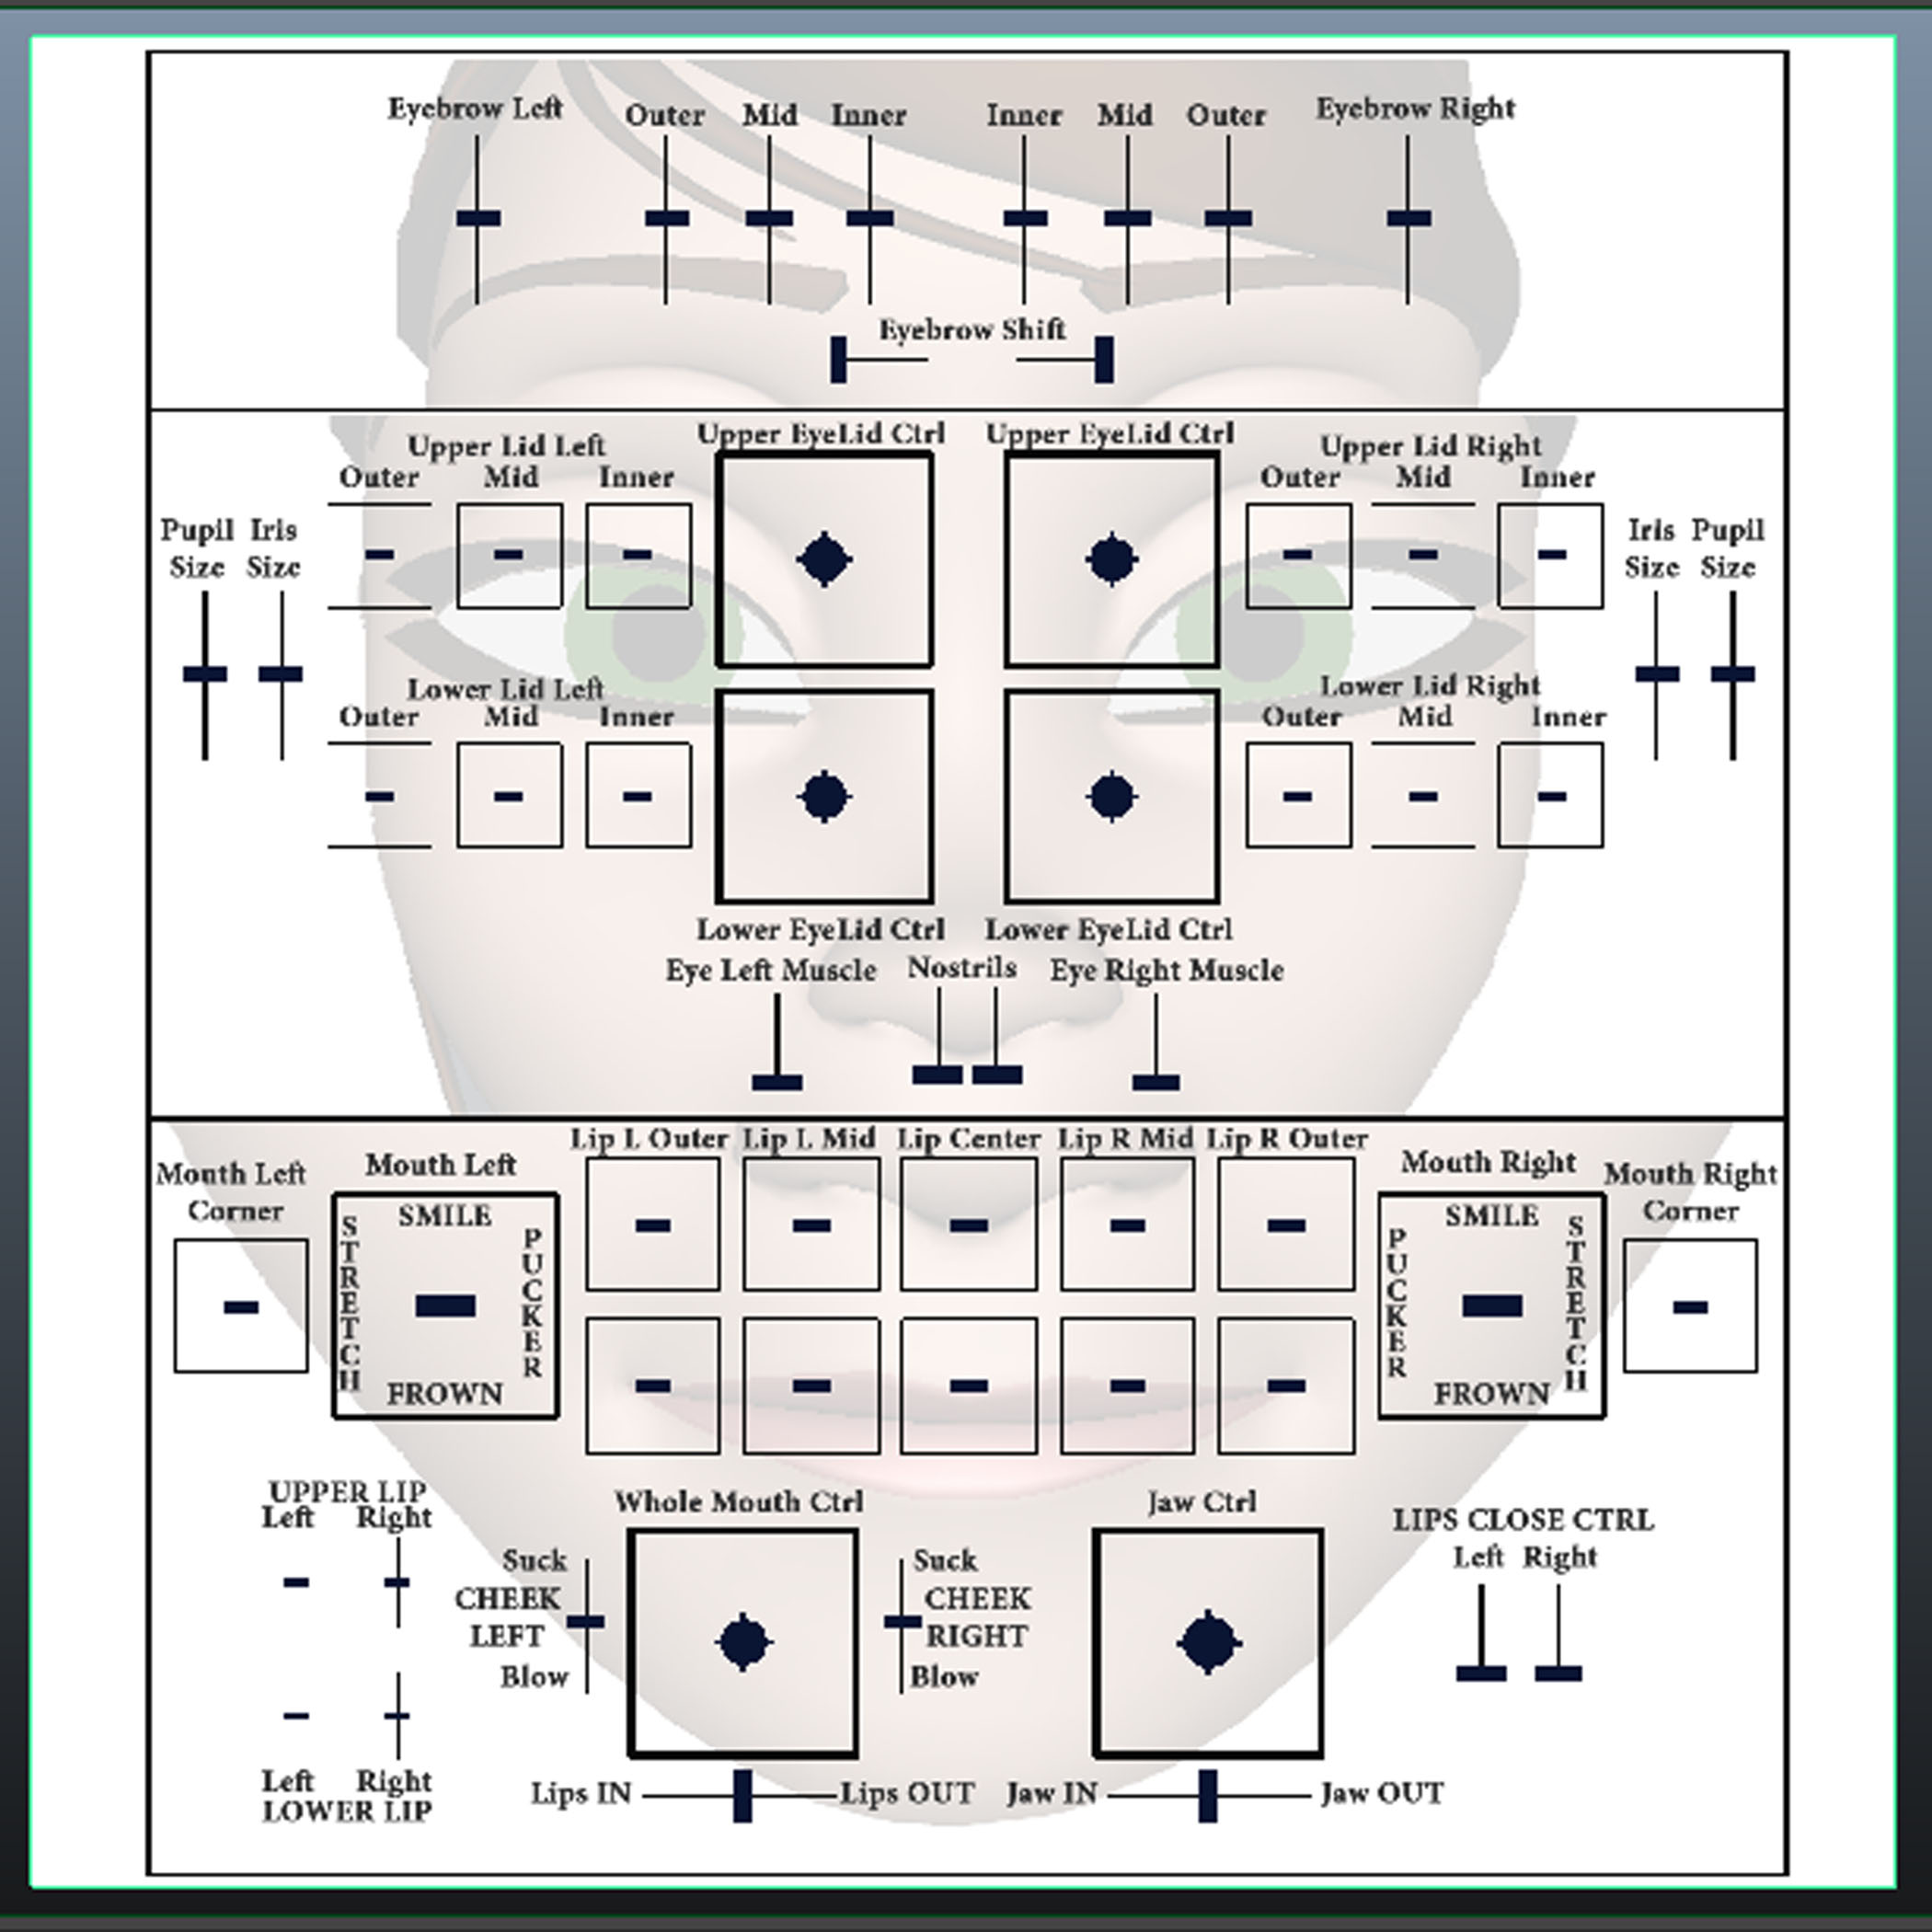 Eyebrow Left Outer Mid Inner Inner Mid Outer Eyebrow Right
Eyebrow Shift
Upper EyeLid Ctrl Upper EyeLid Ctrl
Upper Lid Left Upper Lid Right
Outer Mid Inner Outer Mid Inner
Pupil Iris Iris Pupil
Size Size Size Size
Lower Lid Left Lower Lid Right
Outer Mid Inner Outer Mid Inner
Lower EyeLid Ctrl Lower EyeLid Ctrl
Eye Left Muscle Nostrils Eye Right Muscle
Lip L Outer Lip L Mid Lip Center Lip R Mid Lip R Outer
Mouth Left Corner
Mouth Left
SMILE
STRETCH
PUCKER
FROWN
Mouth Right
SMILE
PUCKER
STRETCH
FROWN
Mouth Right
Corner
UPPER LIP
Left Right
Left Right
LOWER LIP
Suck
CHEEK
LEFT
Blow
Whole Mouth Ctrl
Suck
CHEEK
RIGHT
Blow
Jaw Ctrl
LIPS CLOSE CTRL
Left Right
Lips IN Lips OUT Jaw IN Jaw OUT